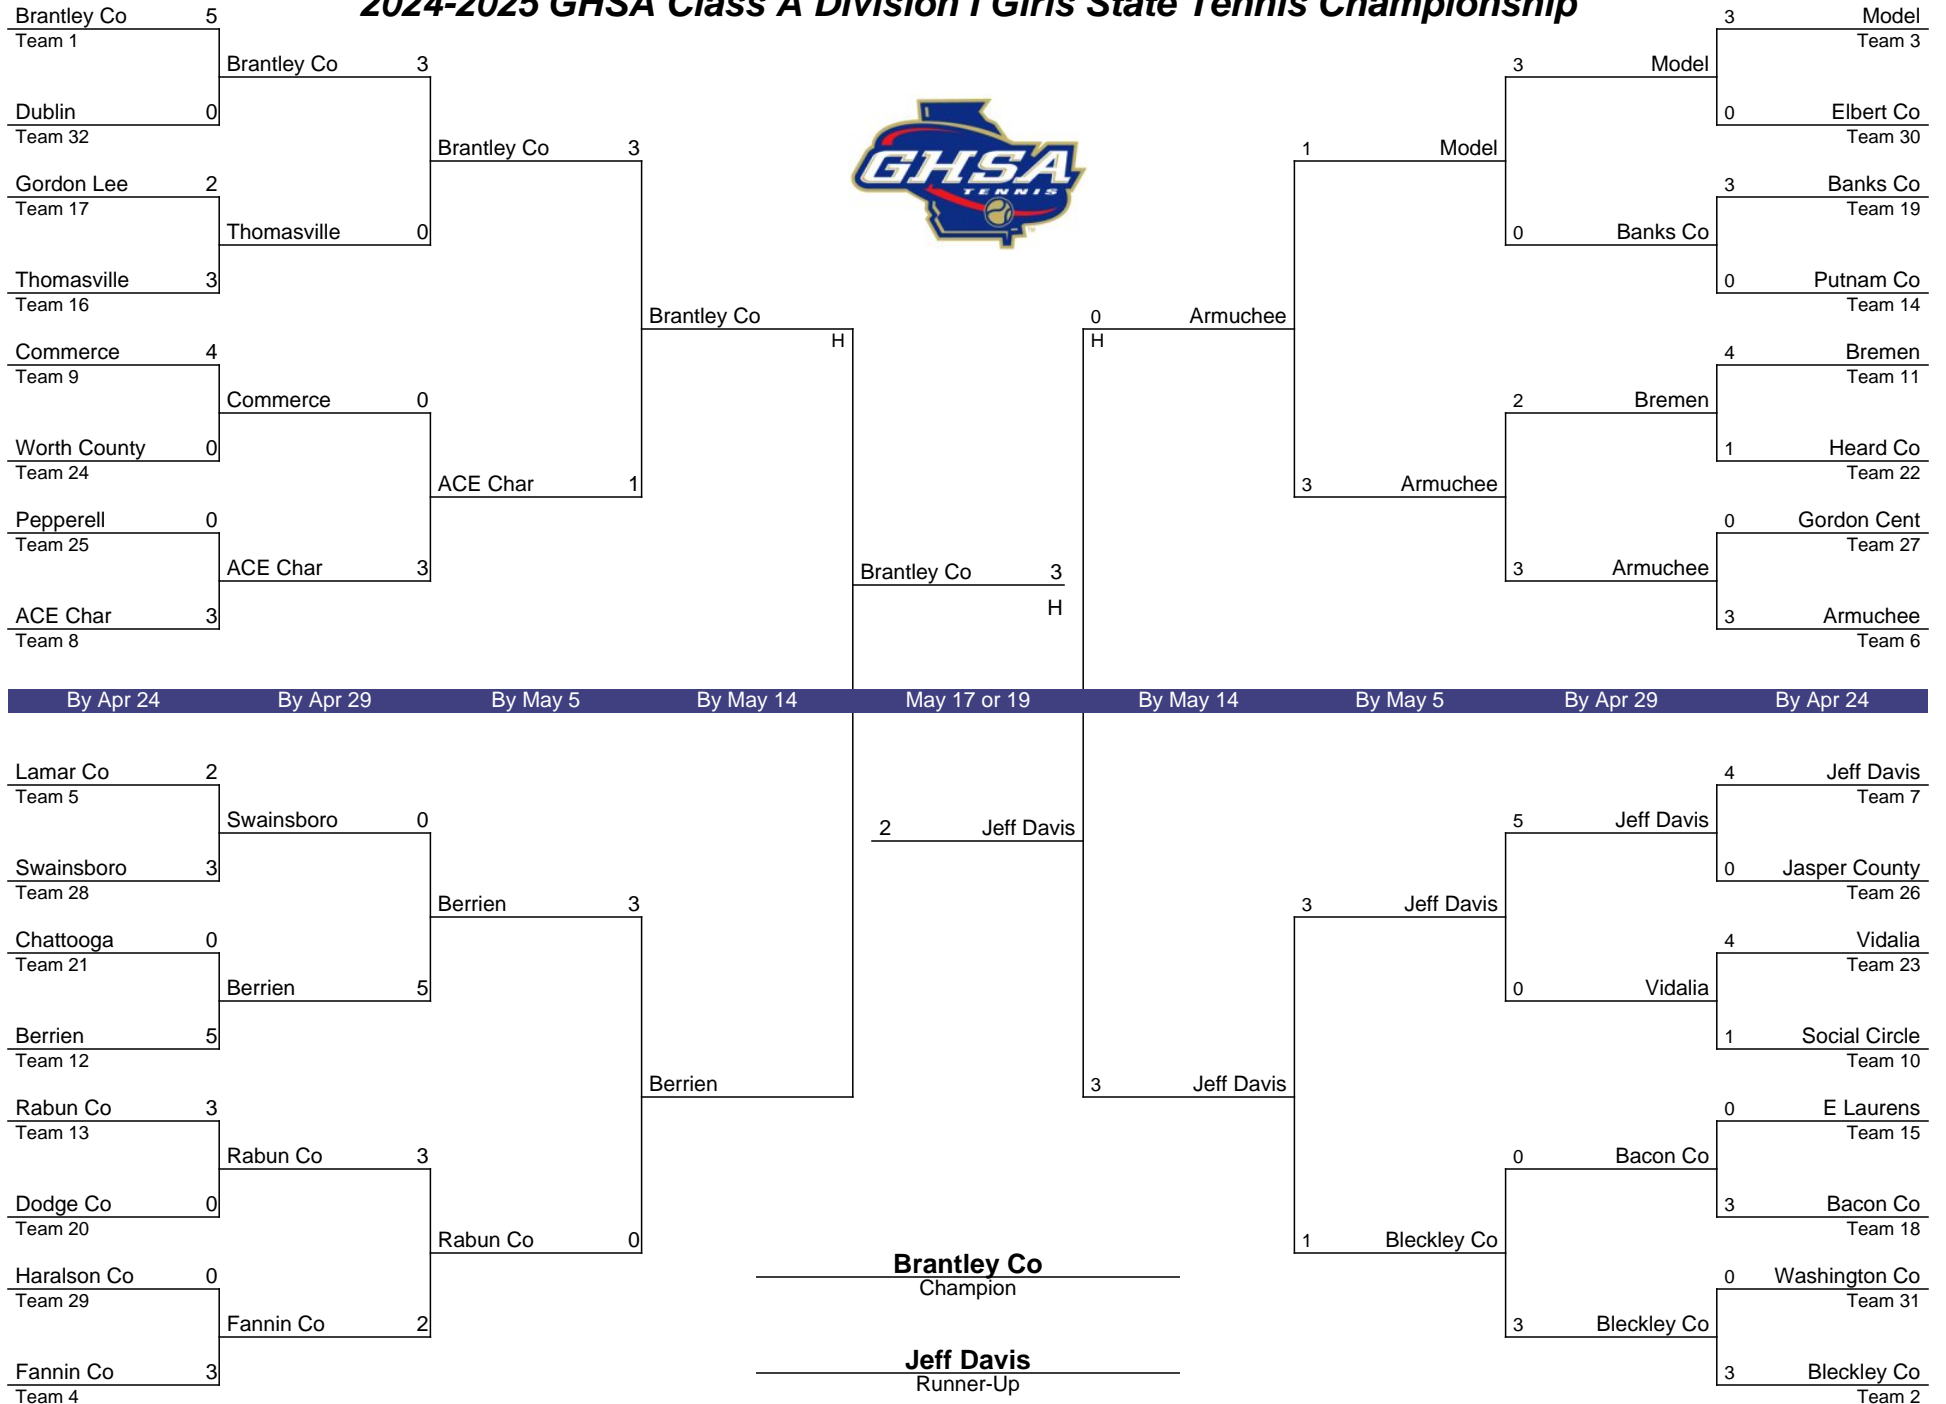 2024-2025 GHSA Class A Division I Girls State Tennis Championship
Brantley Co 5
Team 1
Dublin 0
Team 32
Gordon Lee 2
Team 17
Thomasville 3
Team 16
Commerce 4
Team 9
Worth County 0
Team 24
Pepperell 0
Team 25
ACE Char 3
Team 8
Brantley Co 3
Thomasville 0
Commerce 0
ACE Char 3
Brantley Co 3
ACE Char 1
Brantley Co
H
Brantley Co 3
H
GHSA
TENNIS
0 Armuchee
H
1 Model
3 Armuchee
3 Model
0 Banks Co
2 Bremen
3 Armuchee
3 Model
Team 3
0 Elbert Co
Team 30
3 Banks Co
Team 19
0 Putnam Co
Team 14
4 Bremen
Team 11
1 Heard Co
Team 22
0 Gordon Cent
Team 27
3 Armuchee
Team 6
By Apr 24 By Apr 29 By May 5 By May 14 May 17 or 19 By May 14 By May 5 By Apr 29 By Apr 24
Lamar Co 2
Team 5
Swainsboro 3
Team 28
Chattooga 0
Team 21
Berrien 5
Team 12
Rabun Co 3
Team 13
Dodge Co 0
Team 20
Haralson Co 0
Team 29
Fannin Co 3
Team 4
Swainsboro 0
Berrien 5
Rabun Co 3
Fannin Co 2
Berrien 3
Rabun Co 0
Berrien
2 Jeff Davis
3 Jeff Davis
3 Jeff Davis
1 Bleckley Co
5 Jeff Davis
0 Vidalia
0 Bacon Co
3 Bleckley Co
4 Jeff Davis
Team 7
0 Jasper County
Team 26
4 Vidalia
Team 23
1 Social Circle
Team 10
0 E Laurens
Team 15
3 Bacon Co
Team 18
0 Washington Co
Team 31
3 Bleckley Co
Team 2
Brantley Co
Champion
Jeff Davis
Runner-Up